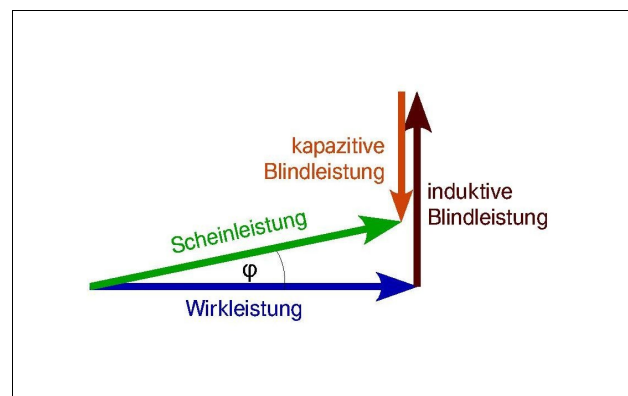 kapazitive
Blindleistung
induktive
Blindleistung
Scheinleistung
φ
Wirkleistung